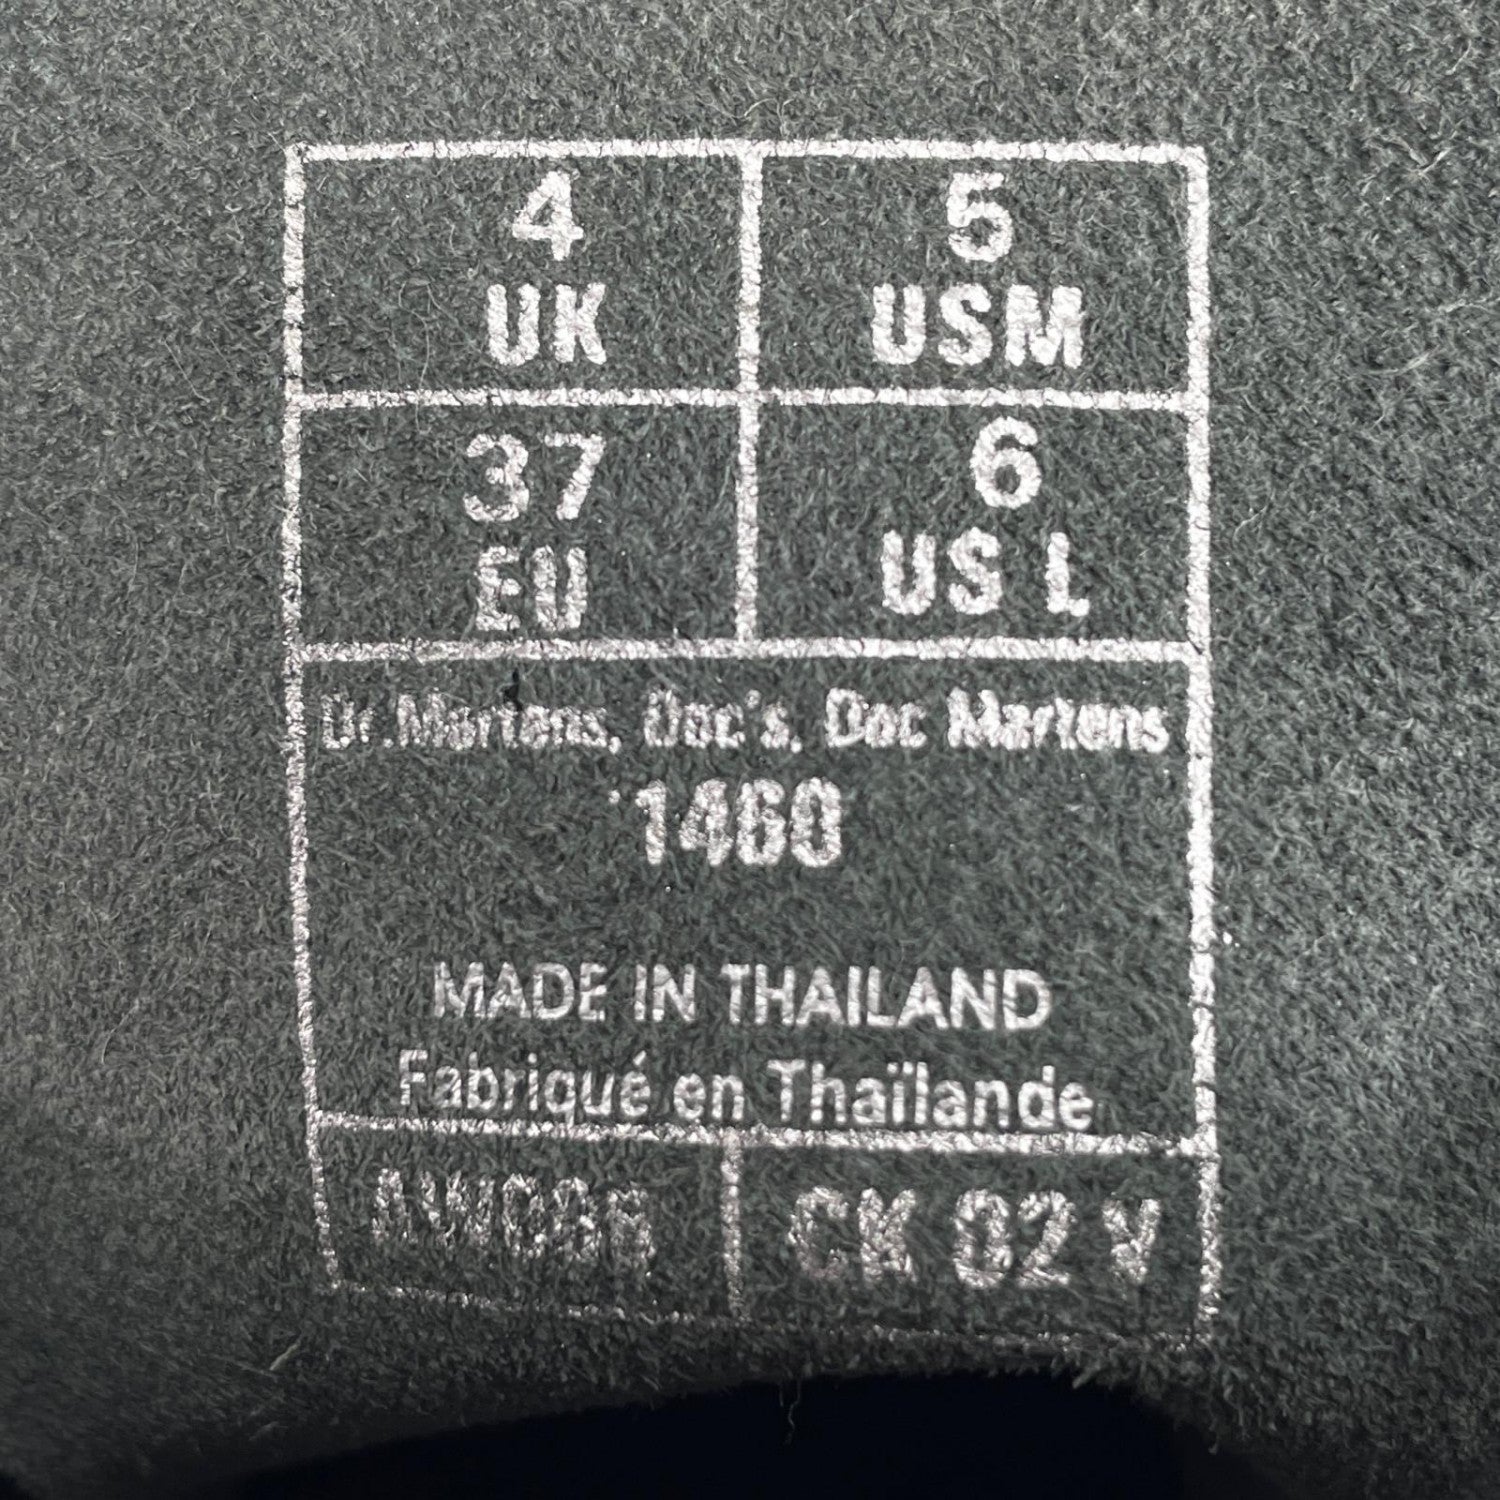 4 5
UK USM
37 6
EU US L
Dr.Martens, Doc's, Doc Martens
1460
MADE IN THAILAND
Fabriqué en Thaïlande
CK 02 V